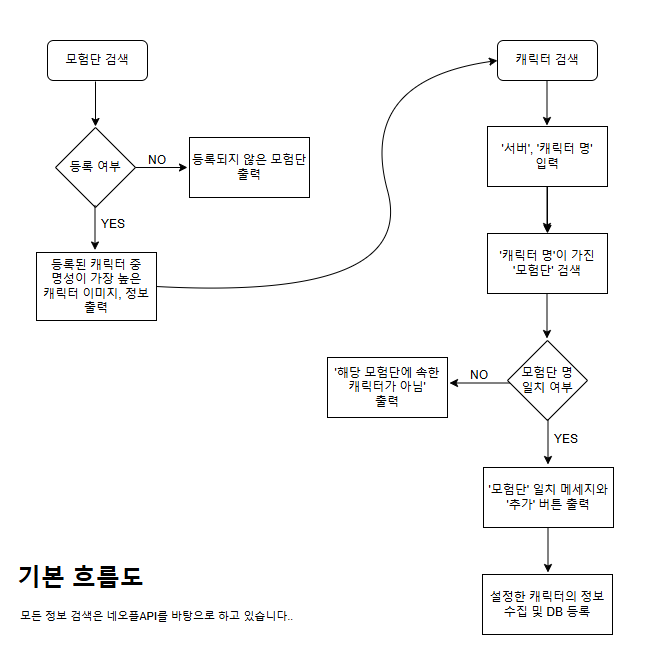 모험단 검색
등록 여부
NO
등록되지 않은 모험단
출력
YES
등록된 캐릭터 중
명성이 가장 높은
캐릭터 이미지, 정보
출력
캐릭터 검색
'서버', '캐릭터 명'
입력
'캐릭터 명'이 가진
'모험단' 검색
모험단 명
일치 여부
NO
'해당 모험단에 속한
캐릭터가 아님'
출력
YES
'모험단' 일치 메세지와
'추가' 버튼 출력
설정한 캐릭터의 정보
수집 및 DB 등록
기본 흐름도
모든 정보 검색은 네오플API를 바탕으로 하고 있습니다..